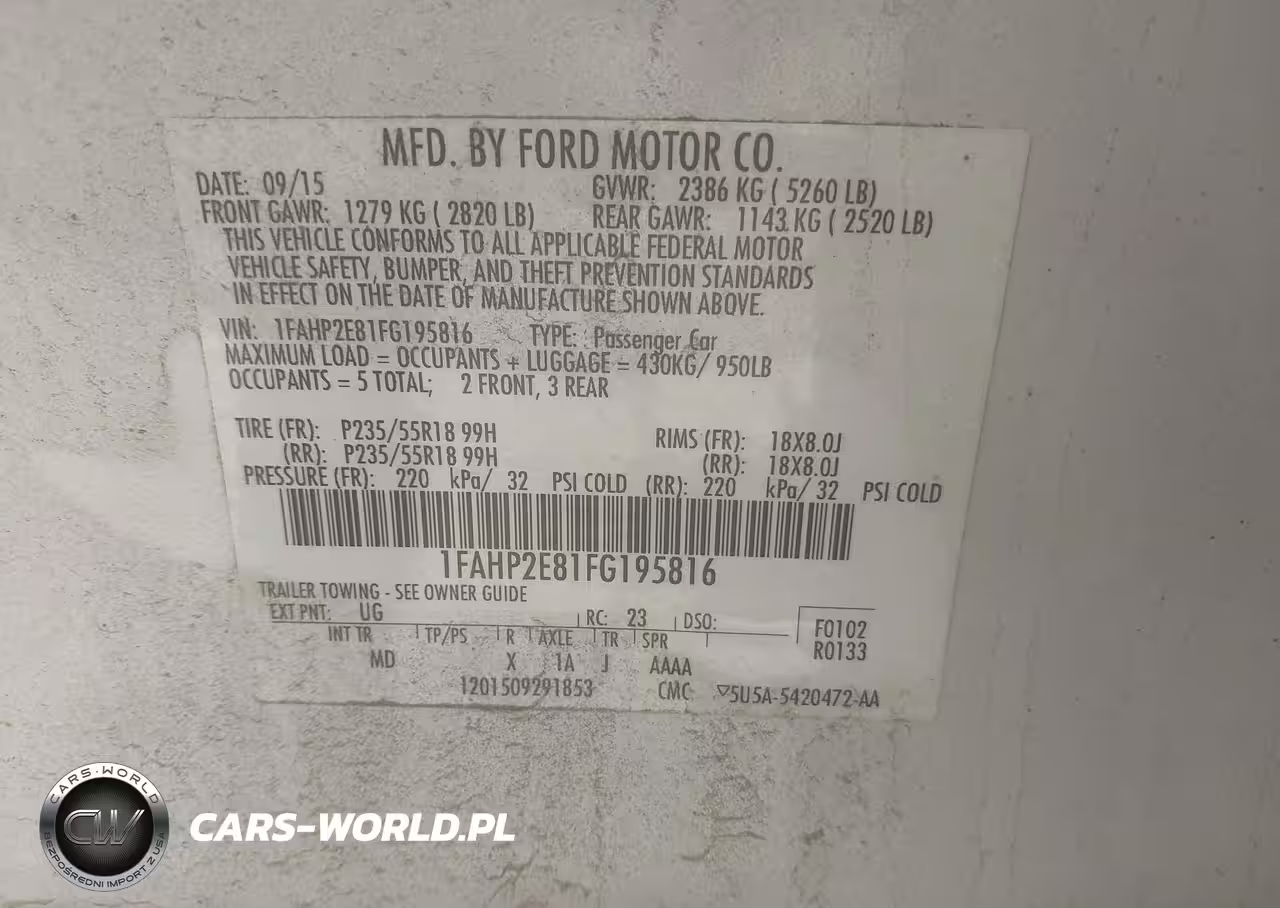 MFD. BY FORD MOTOR CO.
DATE: 09/15 GVWR: 2386 KG ( 5260 LB)
FRONT GAWR: 1279 KG ( 2820 LB) REAR GAWR: 1143 KG ( 2520 LB)
THIS VEHICLE CONFORMS TO ALL APPLICABLE FEDERAL MOTOR
VEHICLE SAFETY, BUMPER, AND THEFT PREVENTION STANDARDS
IN EFFECT ON THE DATE OF MANUFACTURE SHOWN ABOVE.
VIN: 1FAHP2E81FG195816 TYPE: Passenger Car
MAXIMUM LOAD = OCCUPANTS + LUGGAGE = 430KG/ 950LB
OCCUPANTS = 5 TOTAL; 2 FRONT, 3 REAR
TIRE (FR): P235/55R18 99H RIMS (FR): 18X8.0J
(RR): P235/55R18 99H (RR): 18X8.0J
PRESSURE (FR): 220 kPa/ 32 PSI COLD (RR): 220 kPa/ 32 PSI COLD
1FAHP2E81FG195816
TRAILER TOWING - SEE OWNER GUIDE
EXT PNT: UG RC: 23 DSO: F0102
INT TR TP/PS R AXLE TR SPR R0133
MD X 1A J AAAA
1201509291853 CMC ▽5U5A-5420472-AA
CARS-WORLD
CW
BEZPOŚREDNI IMPORT Z USA
CARS-WORLD.PL